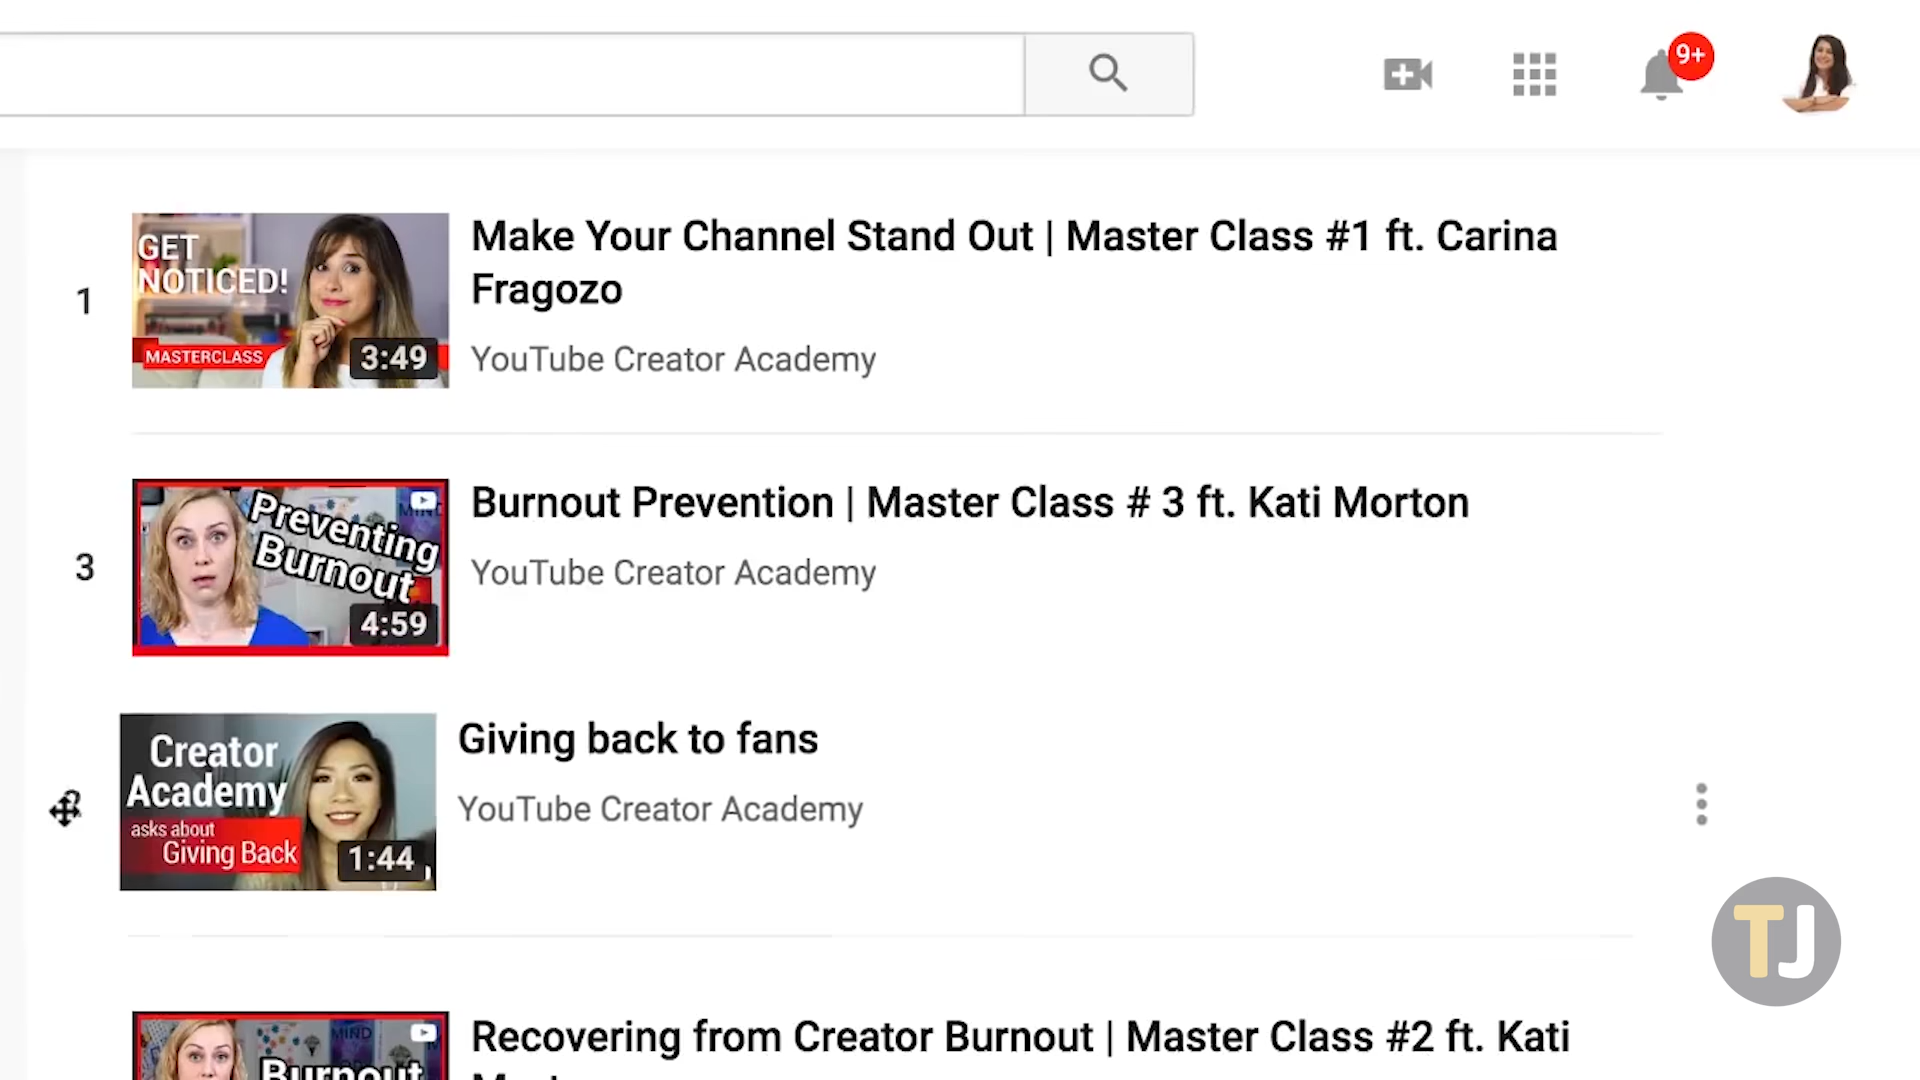 9+
GET
NOTICED!
MASTERCLASS
3:49
1
Make Your Channel Stand Out | Master Class #1 ft. Carina
Fragozo
YouTube Creator Academy
3
Preventing
Burnout
4:59
Burnout Prevention | Master Class # 3 ft. Kati Morton
YouTube Creator Academy
Creator
Academy
asks about
Giving Back
1:44
Giving back to fans
YouTube Creator Academy
TJ
MIND
Burnout
Recovering from Creator Burnout | Master Class #2 ft. Kati